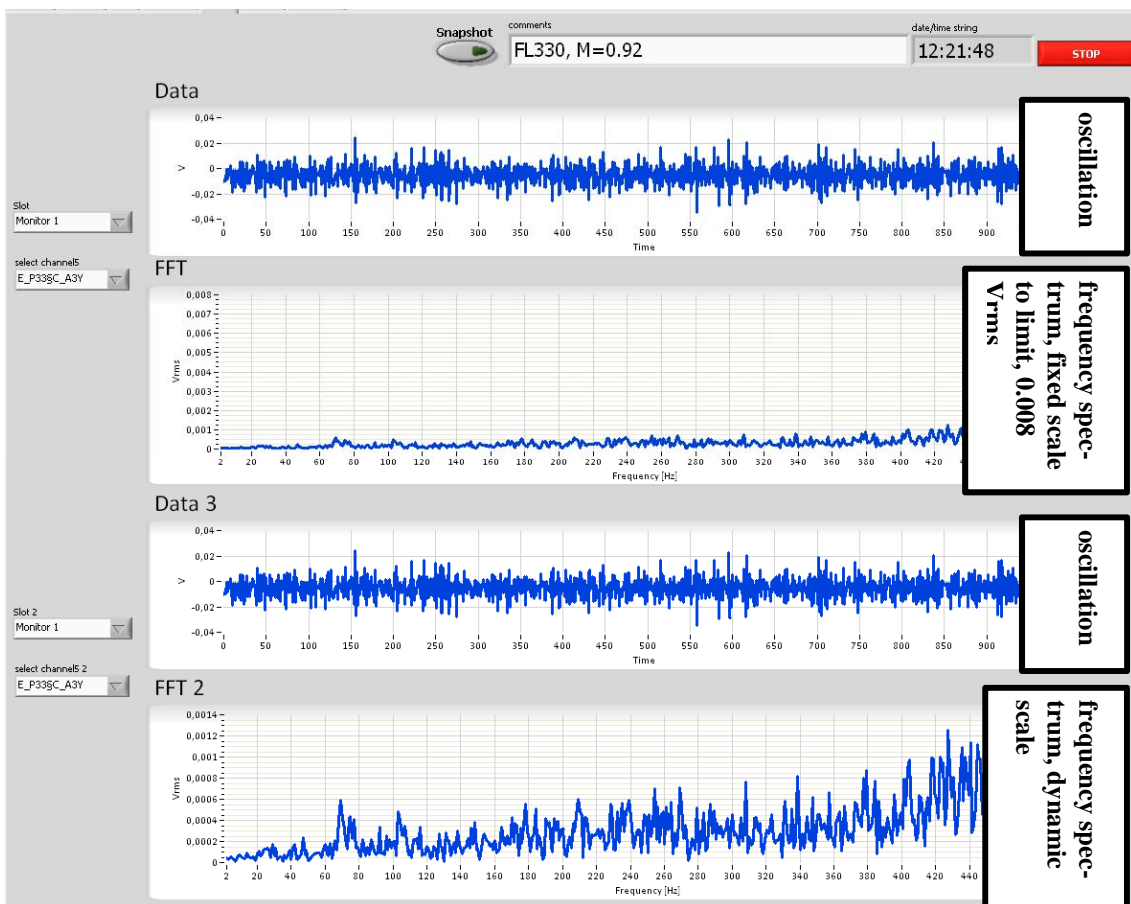 Snapshot
comments
FL330, M=0.92
date/time string
12:21:48
STOP
Data
0,04
0,02
0
-0,02
-0,04
V
0 50 100 150 200 250 300 350 400 450 500 550 600 650 700 750 800 850 900
Time
oscillation
Slot
Monitor 1
select channel5
E_P33§C_A3Y
FFT
0,008
0,007
0,006
0,005
0,004
0,003
0,002
0,001
0
Vrms
2 20 40 60 80 100 120 140 160 180 200 220 240 260 280 300 320 340 360 380 400 420 4
Frequency [Hz]
frequency spec-
trum, fixed scale
to limit, 0.008
Vrms
Data 3
0,04
0,02
0
-0,02
-0,04
V
0 50 100 150 200 250 300 350 400 450 500 550 600 650 700 750 800 850 900
Time
oscillation
Slot 2
Monitor 1
select channel5 2
E_P33§C_A3Y
FFT 2
0,0014
0,0012
0,001
0,0008
0,0006
0,0004
0,0002
0
Vrms
2 20 40 60 80 100 120 140 160 180 200 220 240 260 280 300 320 340 360 380 400 420 440
Frequency [Hz]
frequency spec-
trum, dynamic
scale